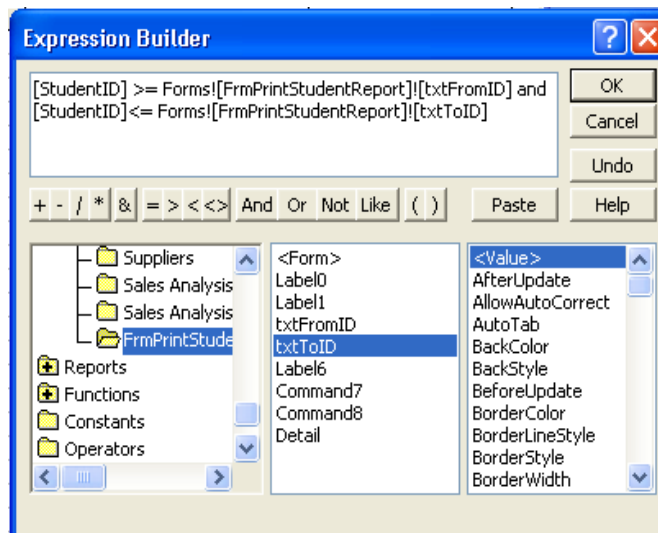 Expression Builder
? X
[StudentID] >= Forms![FrmPrintStudentReport]![txtFromID] and
[StudentID]<= Forms![FrmPrintStudentReport]![txtToID]
OK
Cancel
Undo
+ - / * & = > < <> And Or Not Like ( ) Paste Help
Suppliers
Sales Analysis
Sales Analysis
FrmPrintStude
Reports
Functions
Constants
Operators
<Form>
Label0
Label1
txtFromID
txtToID
Label6
Command7
Command8
Detail
<Value>
AfterUpdate
AllowAutoCorrect
AutoTab
BackColor
BackStyle
BeforeUpdate
BorderColor
BorderLineStyle
BorderStyle
BorderWidth